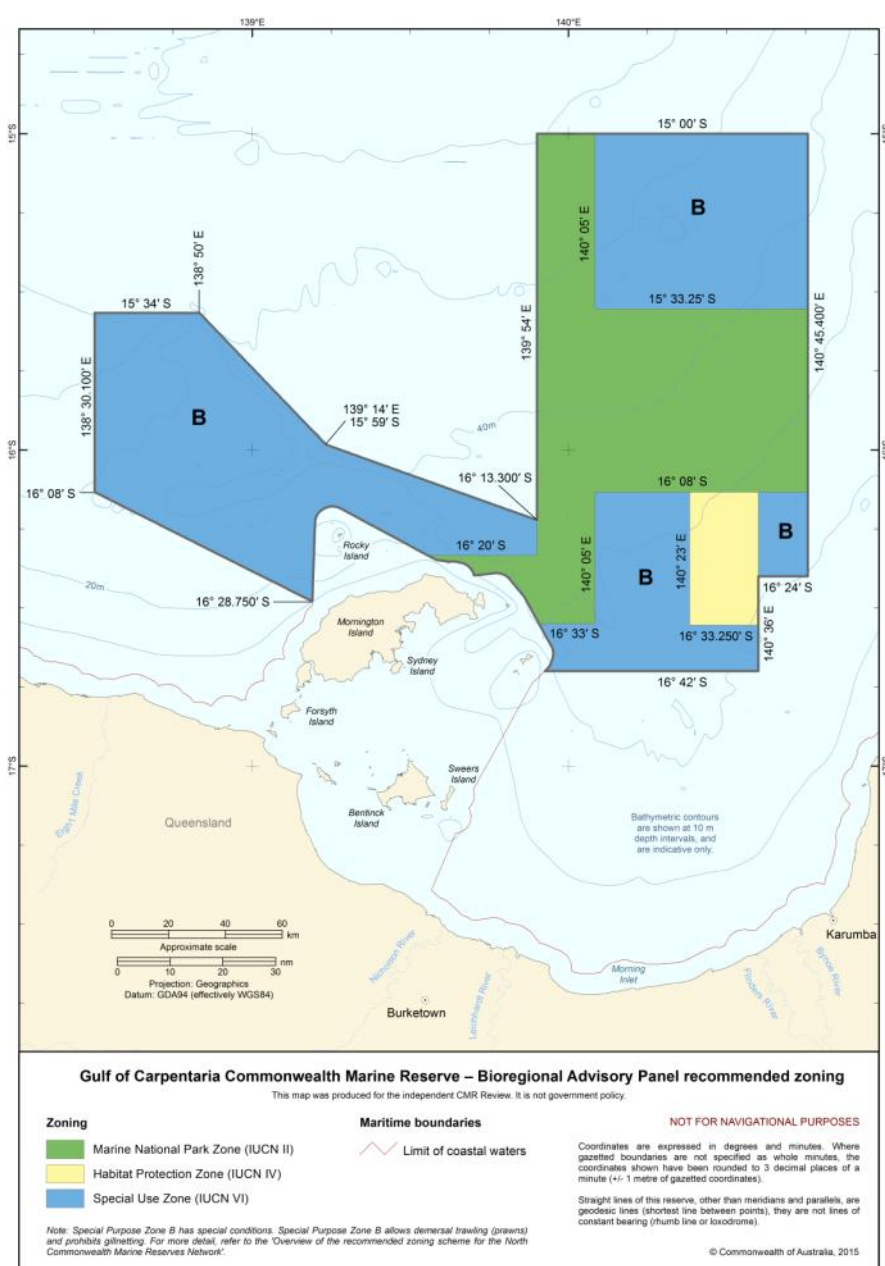 139°E
140°E
15° 00' S
15°S
15°S
B
140° 05' E
138° 50' E
15° 34' S
15° 33.25' S
139° 54' E
140° 45.400' E
138° 30.100' E
B
139° 14' E
15° 59' S
40m
16°S
16° 13.300' S
16° 08' S
16° 08' S
B
Rocky
Island
16° 20' S
140° 05' E
140° 23' E
B
16° 24' S
20m
16° 28.750' S
Mornington
Island
16° 33' S
16° 33.250' S
140° 36' E
Sydney
Island
16° 42' S
Forsyth
Island
17°S
17°S
Sweers
Island
Bentinck
Island
Eight Mile Creek
Queensland
Bathymetric contours
are shown at 10 m
depth intervals, and
are indicative only.
0 20 40 60
km
Approximate scale
0 10 20 30 nm
Projection: Geographics
Datum: GDA94 (effectively WGS84)
Karumba
Nicholson River
Leichhardt River
Morning
Inlet
Flinders River
Bynoe River
Burketown
Gulf of Carpentaria Commonwealth Marine Reserve – Bioregional Advisory Panel recommended zoning
This map was produced for the independent CMR Review. It is not government policy.
Zoning
Marine National Park Zone (IUCN II)
Habitat Protection Zone (IUCN IV)
Special Use Zone (IUCN VI)
Note: Special Purpose Zone B has special conditions. Special Purpose Zone B allows demersal trawling (prawns)
and prohibits gillnetting. For more detail, refer to the 'Overview of the recommended zoning scheme for the North
Commonwealth Marine Reserves Network'.
Maritime boundaries
Limit of coastal waters
NOT FOR NAVIGATIONAL PURPOSES
Coordinates are expressed in degrees and minutes. Where
gazetted boundaries are not specified as whole minutes, the
coordinates shown have been rounded to 3 decimal places of a
minute (+/- 1 metre of gazetted coordinates).
Straight lines of this reserve, other than meridians and parallels, are
geodesic lines (shortest line between points), they are not lines of
constant bearing (rhumb line or loxodrome).
© Commonwealth of Australia, 2015